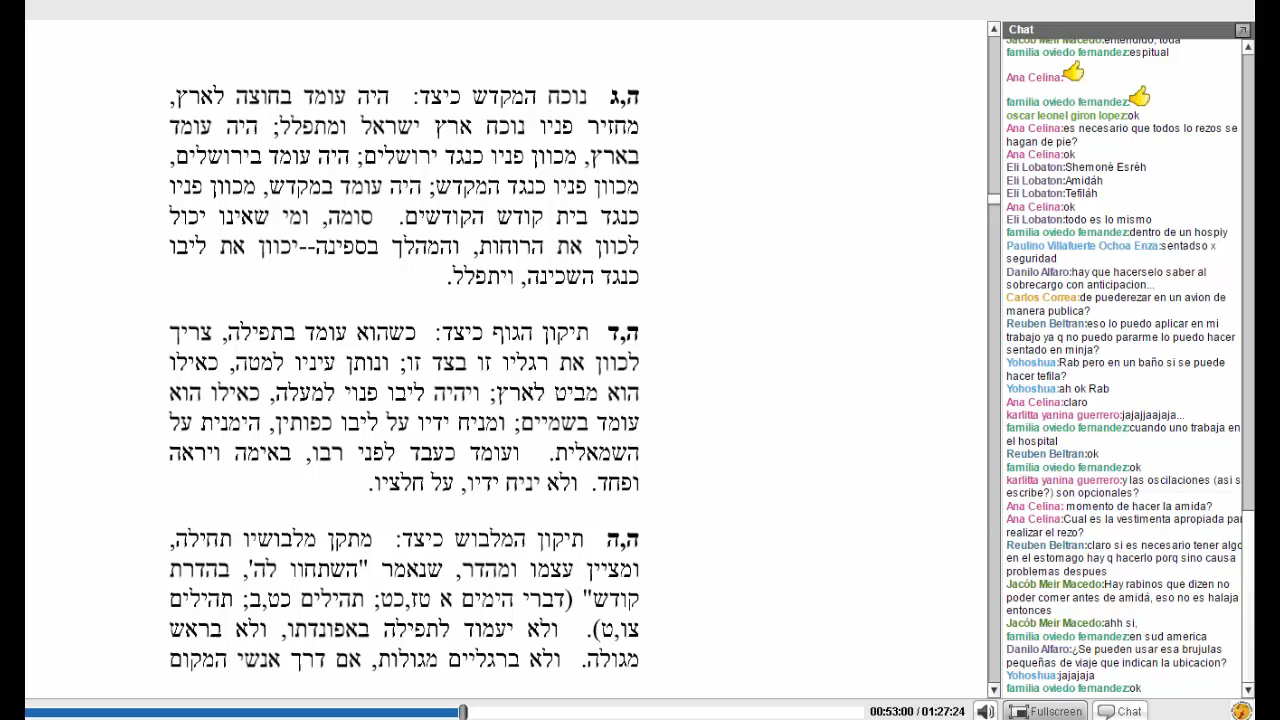 ה,ג נוכח המקדש כיצד: היה עומד בחוצה לארץ,
מחזיר פניו נוכח ארץ ישראל ומתפלל; היה עומד
בארץ, מכוון פניו כנגד ירושלים; היה עומד בירושלים,
מכוון פניו כנגד המקדש; היה עומד במקדש, מכוון פניו
כנגד בית קודש הקודשים. סומה, ומי שאינו יכול
לכוון את הרוחות, והמהלך בספינה--יכוון את ליבו
כנגד השכינה, ויתפלל.
ה,ד תיקון הגוף כיצד: כשהוא עומד בתפילה, צריך
לכוון את רגליו זו בצד זו; ונותן עיניו למטה, כאילו
הוא מביט לארץ; ויהיה ליבו פנוי למעלה, כאילו הוא
עומד בשמיים; ומניח ידיו על ליבו כפותין, הימנית על
השמאלית. ועומד כעבד לפני רבו, באימה ויראה
ופחד. ולא יניח ידיו, על חלציו.
ה,ה תיקון המלבוש כיצד: מתקן מלבושיו תחילה,
ומציין עצמו ומהדר, שנאמר "השתחוו לה', בהדרת
קודש" (דברי הימים א טז,כט; תהילים כט,ב; תהילים
צו,ט). ולא יעמוד לתפילה באפונדתו, ולא בראש
מגולה. ולא ברגליים מגולות, אם דרך אנשי המקום
Chat
Jacób Meir Macedo:entendido, toda
familia oviedo fernandez:espitual
Ana Celina:
familia oviedo fernandez:
oscar leonel giron lopez:ok
Ana Celina:es necesario que todos lo rezos se
hagan de pie?
Ana Celina:ok
Eli Lobaton:Shemoné Esréh
Eli Lobaton:Amidáh
Eli Lobaton:Tefiláh
Ana Celina:ok
Eli Lobaton:todo es lo mismo
familia oviedo fernandez:dentro de un hospiy
Paulino Villafuerte Ochoa Enza:sentadso x
seguridad
Danilo Alfaro:hay que hacerselo saber al
sobrecargo con anticipacion...
Carlos Correa:de puederezar en un avion de
manera publica?
Reuben Beltran:eso lo puedo aplicar en mi
trabajo ya q no puedo pararme lo puedo hacer
sentado en minja?
Yohoshua:Rab pero en un baño si se puede
hacer tefila?
Yohoshua:ah ok Rab
Ana Celina:claro
karlitta yanina guerrero:jajajjaajaja...
familia oviedo fernandez:cuando uno trabaja en
el hospital
Reuben Beltran:ok
familia oviedo fernandez:ok
karlitta yanina guerrero:y las oscilaciones (asi s
escribe?) son opcionales?
Ana Celina: momento de hacer la amida?
Ana Celina:Cual es la vestimenta apropiada par
realizar el rezo?
Reuben Beltran:claro si es necesario tener algo
en el estomago hay q hacerlo porq sino causa
problemas despues
Jacób Meir Macedo:Hay rabinos que dizen no
poder comer antes de amidá, eso no es halaja
entonces
Jacób Meir Macedo:ahh si,
familia oviedo fernandez:en sud america
Danilo Alfaro:¿Se pueden usar esa brujulas
pequeñas de viaje que indican la ubicacion?
Yohoshua:jajajaja
familia oviedo fernandez:ok
00:53:00 / 01:27:24
Fullscreen
Chat